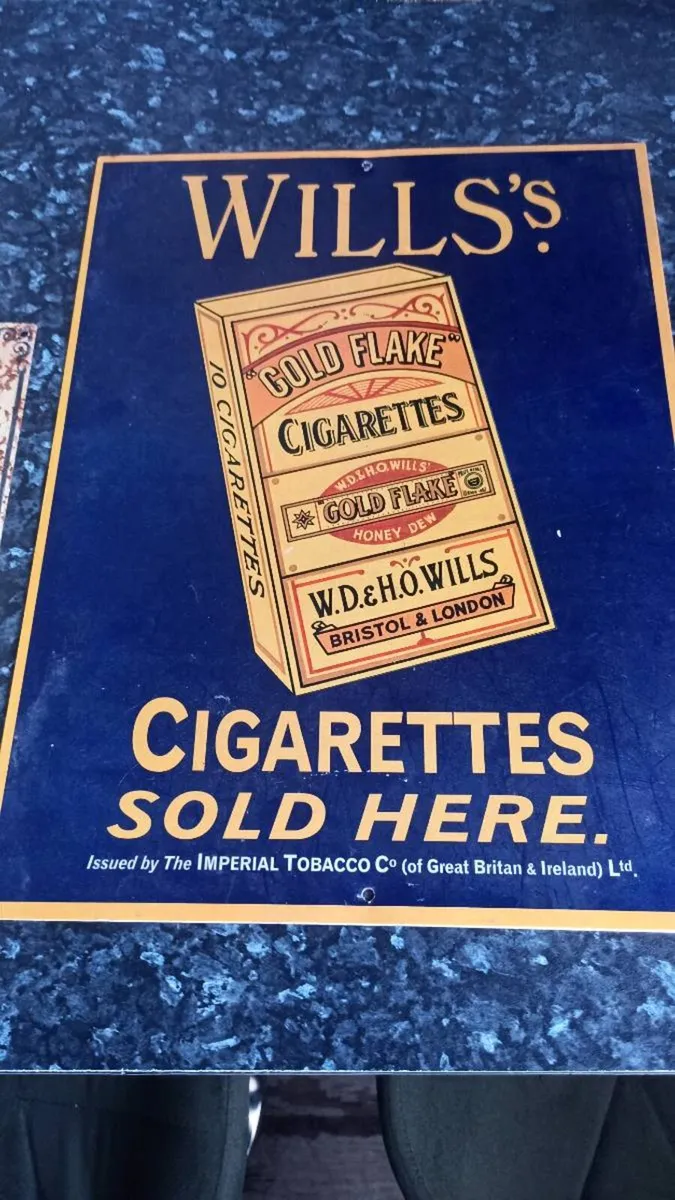 WILLS'S.
10 CIGARETTES
"GOLD FLAKE"
CIGARETTES
W.D.&H.O.WILLS'
"GOLD FLAKE"
HONEY DEW
W.D.&H.O.WILLS
BRISTOL & LONDON
CIGARETTES
SOLD HERE.
Issued by The IMPERIAL TOBACCO Co (of Great Britan & Ireland) Ltd.